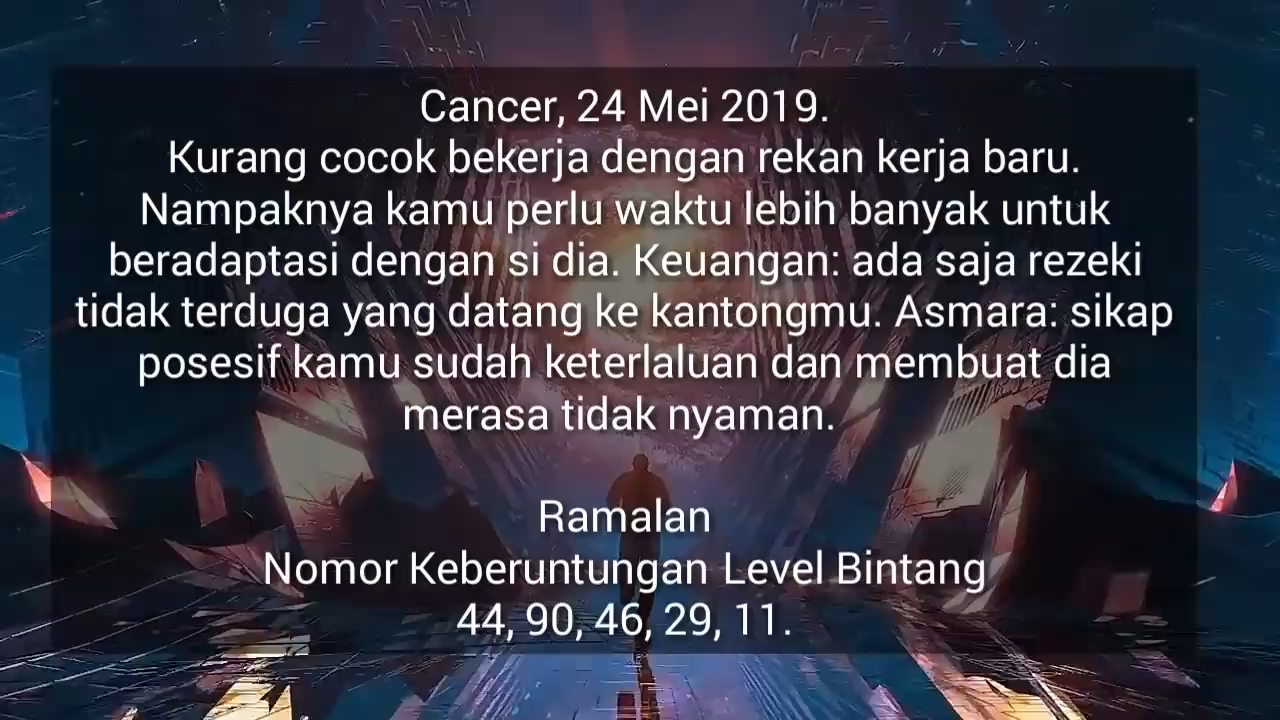 Cancer, 24 Mei 2019.
Kurang cocok bekerja dengan rekan kerja baru.
Nampaknya kamu perlu waktu lebih banyak untuk
beradaptasi dengan si dia. Keuangan: ada saja rezeki
tidak terduga yang datang ke kantongmu. Asmara: sikap
posesif kamu sudah keterlaluan dan membuat dia
merasa tidak nyaman.
Ramalan
Nomor Keberuntungan Level Bintang
44, 90, 46, 29, 11.